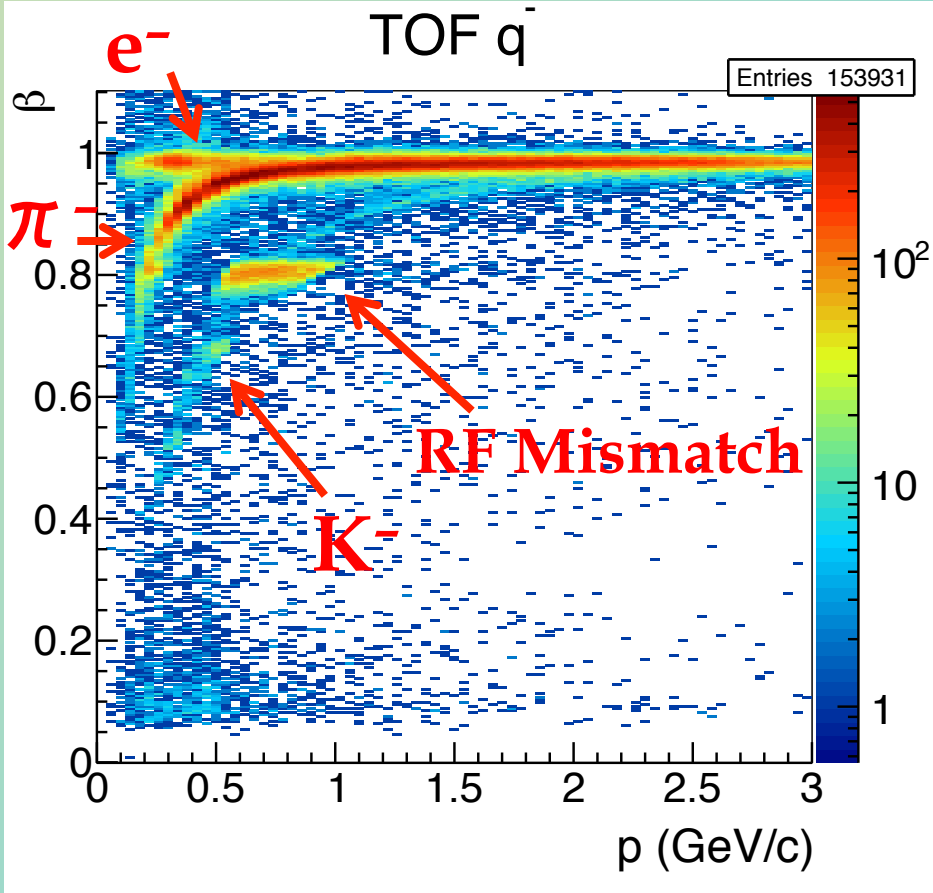 TOF q⁻
e⁻
Entries 153931
β
1
0.8
0.6
0.4
0.2
0
π⁻
RF Mismatch
K⁻
10²
10
1
0 0.5 1 1.5 2 2.5 3
p (GeV/c)